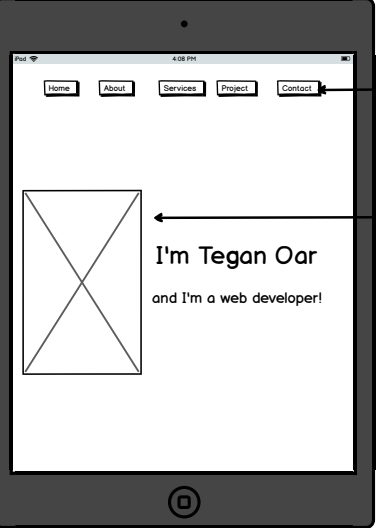 iPad
4:08 PM
Home About Services Project Contact
I'm Tegan Oar
and I'm a web developer!